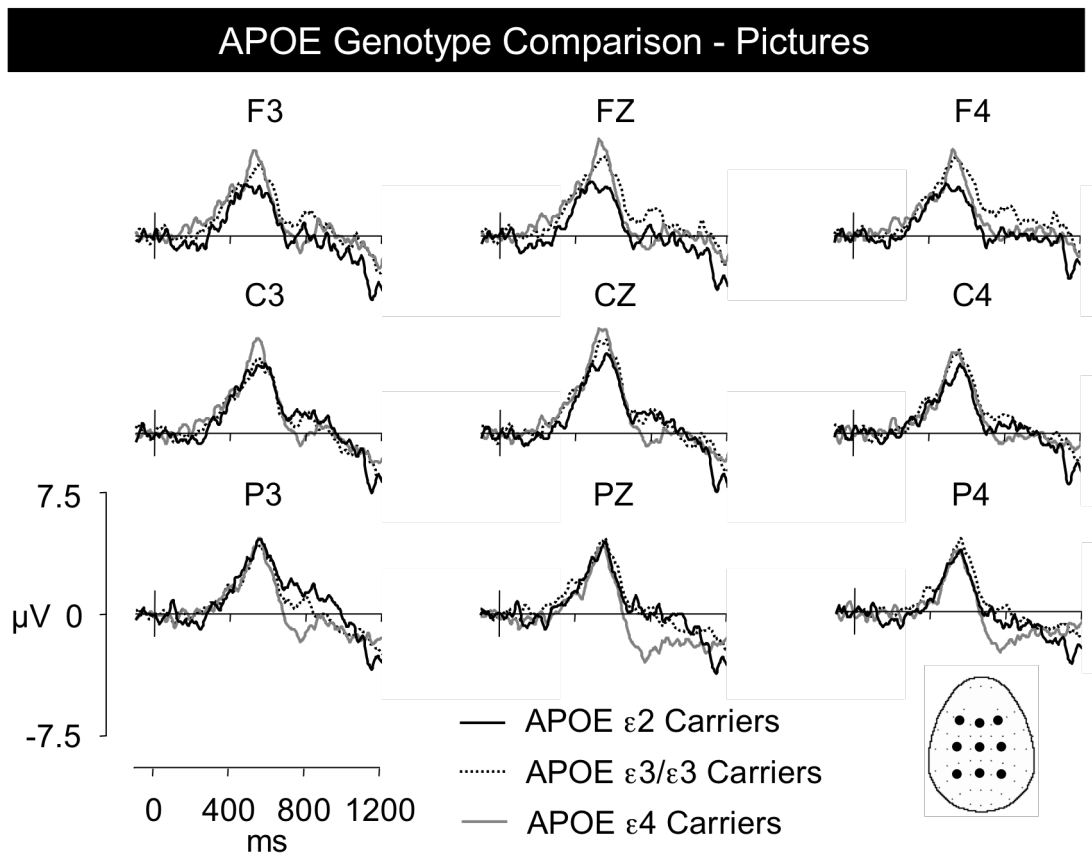 APOE Genotype Comparison - Pictures
F3 FZ F4
C3 CZ C4
7.5 P3 PZ P4
µV 0
-7.5
APOE ε2 Carriers
APOE ε3/ε3 Carriers
APOE ε4 Carriers
0 400 800 1200
ms